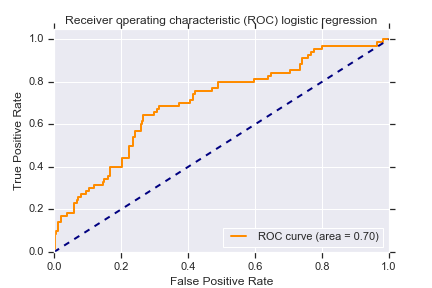 Receiver operating characteristic (ROC) logistic regression
True Positive Rate
1.0
0.8
0.6
0.4
0.2
0.0
ROC curve (area = 0.70)
0.0 0.2 0.4 0.6 0.8 1.0
False Positive Rate